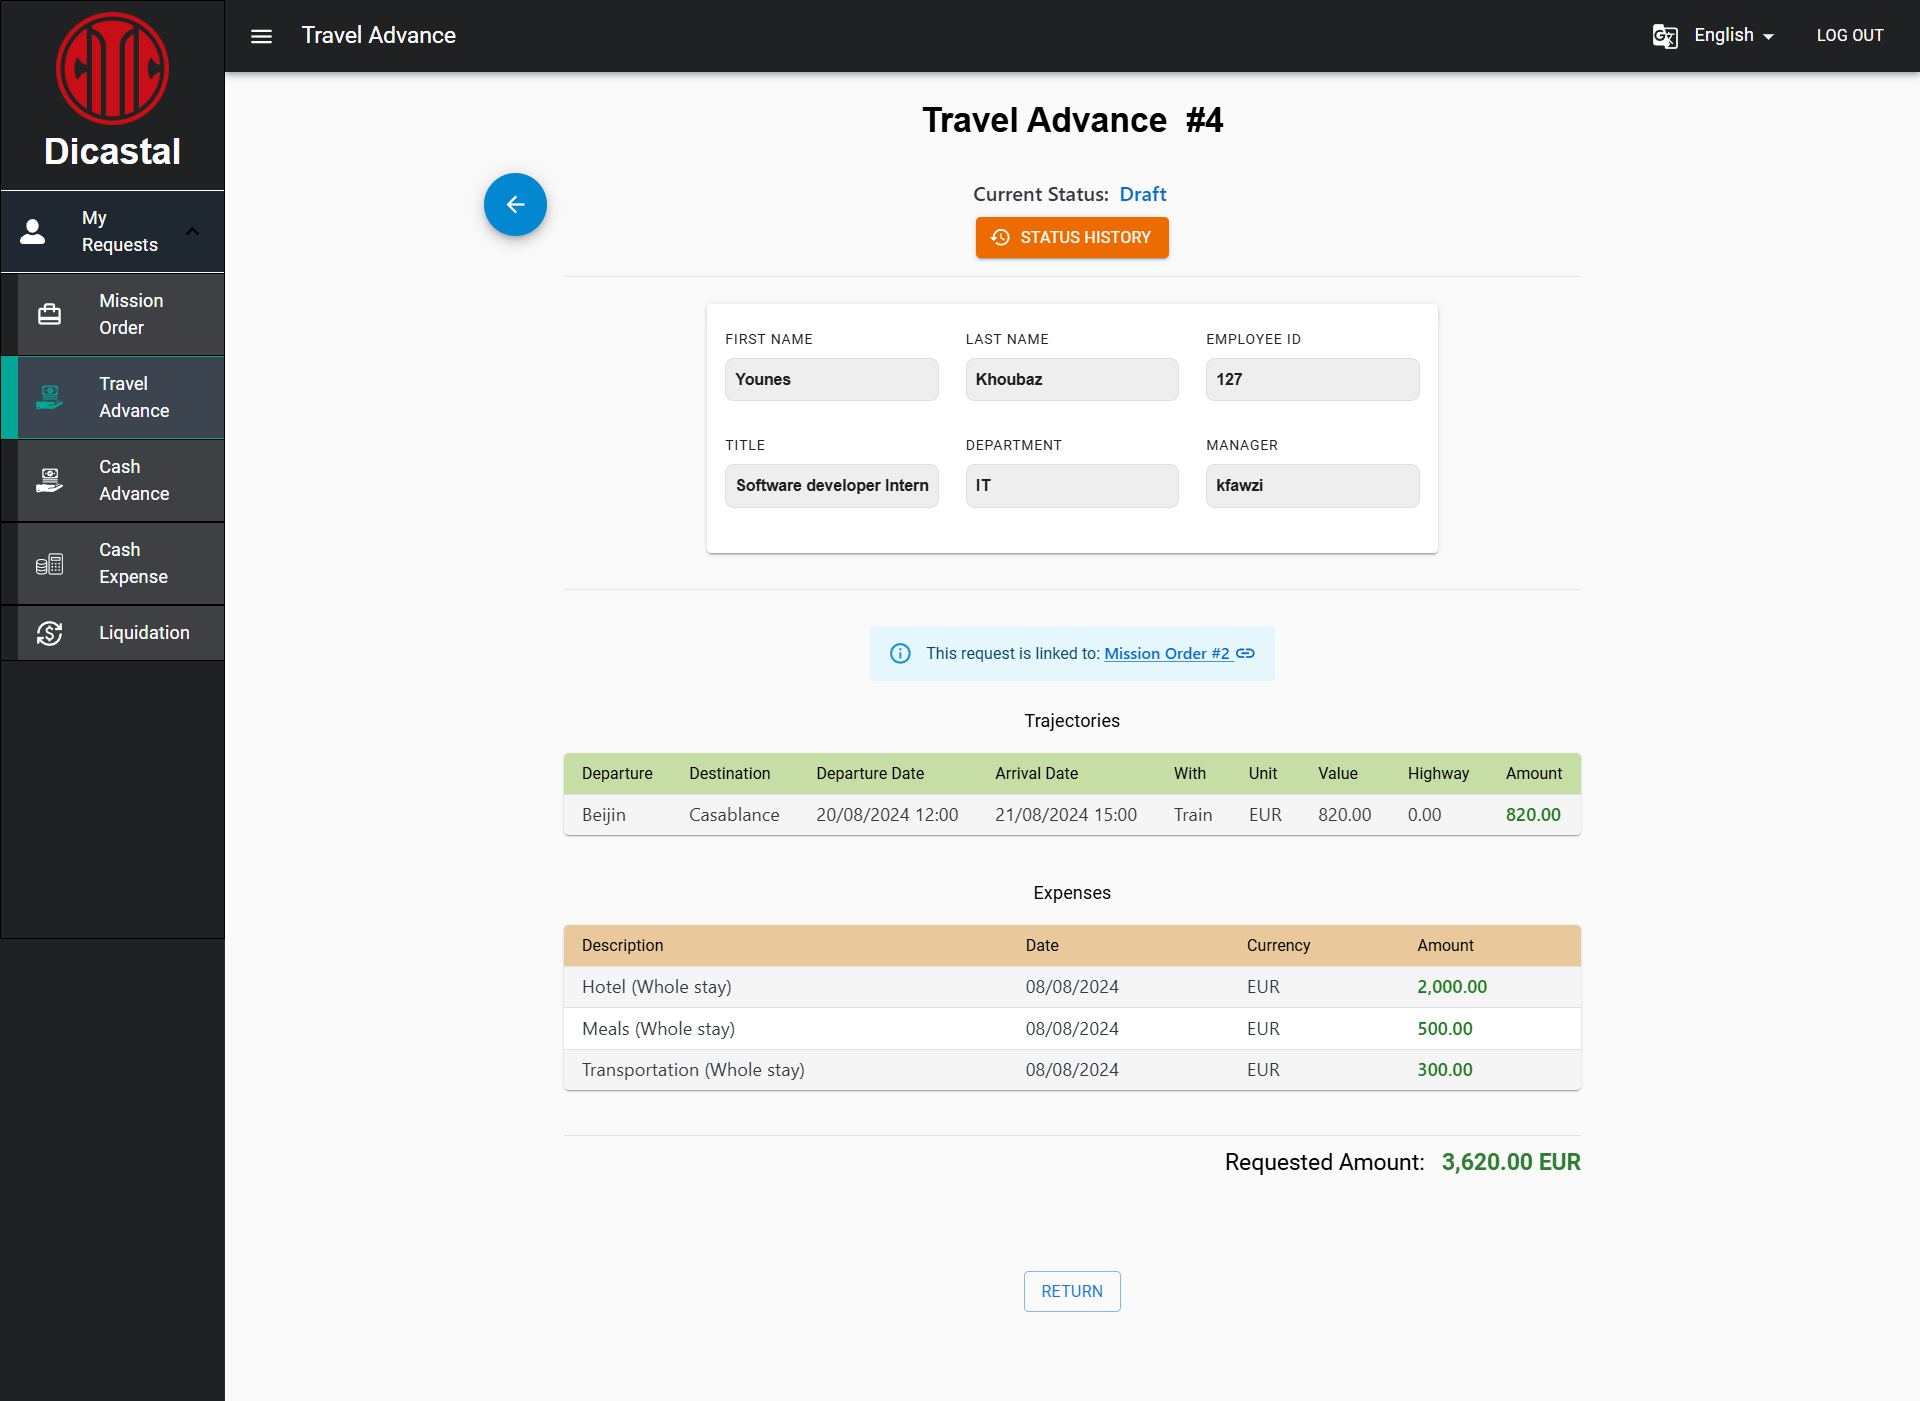 Dicastal
My
Requests
Mission
Order
Travel
Advance
Cash
Advance
Cash
Expense
Liquidation
Travel Advance
English
LOG OUT
Travel Advance #4
Current Status: Draft
STATUS HISTORY
FIRST NAME LAST NAME EMPLOYEE ID
Younes Khoubaz 127
TITLE DEPARTMENT MANAGER
Software developer Intern IT kfawzi
This request is linked to: Mission Order #2
Trajectories
Departure Destination Departure Date Arrival Date With Unit Value Highway Amount
Beijin Casablance 20/08/2024 12:00 21/08/2024 15:00 Train EUR 820.00 0.00 820.00
Expenses
Description Date Currency Amount
Hotel (Whole stay) 08/08/2024 EUR 2,000.00
Meals (Whole stay) 08/08/2024 EUR 500.00
Transportation (Whole stay) 08/08/2024 EUR 300.00
Requested Amount: 3,620.00 EUR
RETURN